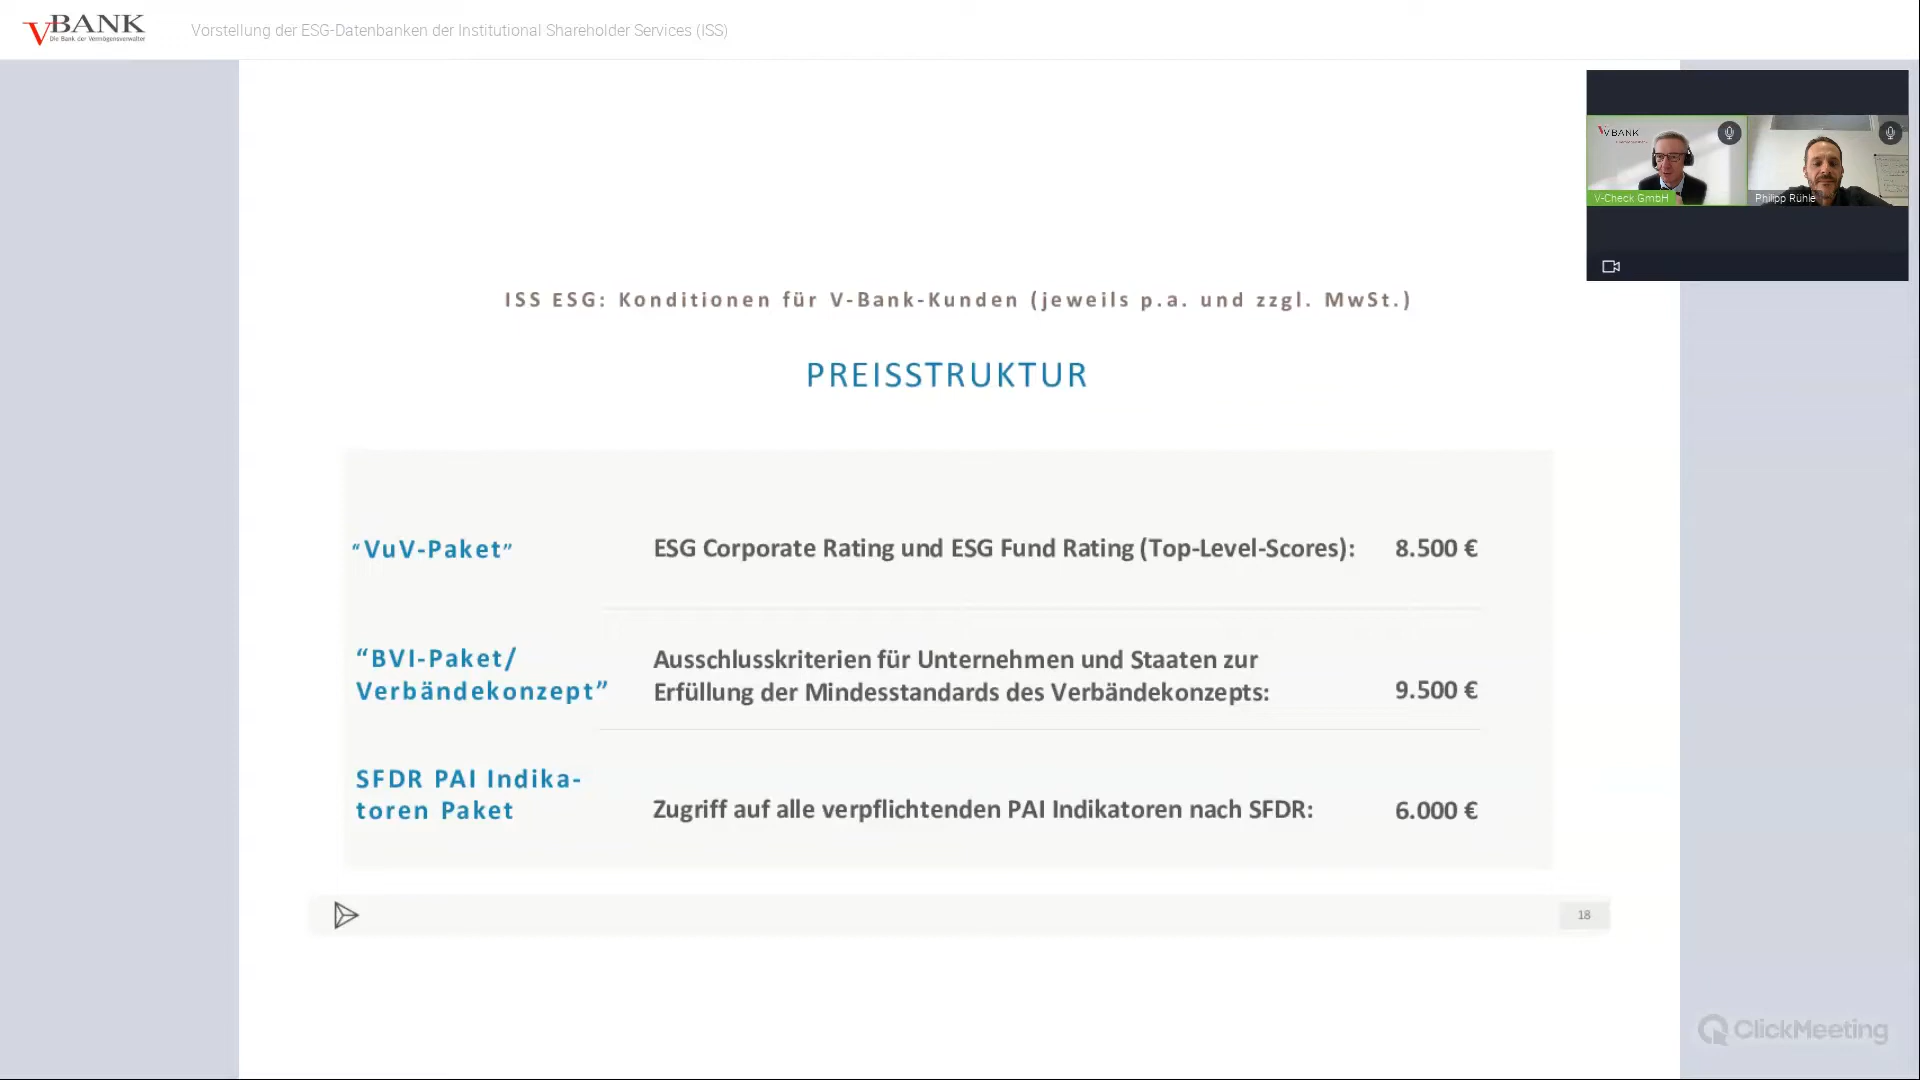 VBANK
Die Bank der Vermögensverwalter
Vorstellung der ESG-Datenbanken der Institutional Shareholder Services (ISS)
VBANK
V-Check GmbH
Philipp Rühle
ISS ESG: Konditionen für V-Bank-Kunden (jeweils p.a. und zzgl. MwSt.)
PREISSTRUKTUR
“VuV-Paket” ESG Corporate Rating und ESG Fund Rating (Top-Level-Scores): 8.500 €
“BVI-Paket/
Verbändekonzept”
Ausschlusskriterien für Unternehmen und Staaten zur
Erfüllung der Mindesstandards des Verbändekonzepts: 9.500 €
SFDR PAI Indika-
toren Paket
Zugriff auf alle verpflichtenden PAI Indikatoren nach SFDR: 6.000 €
18
ClickMeeting